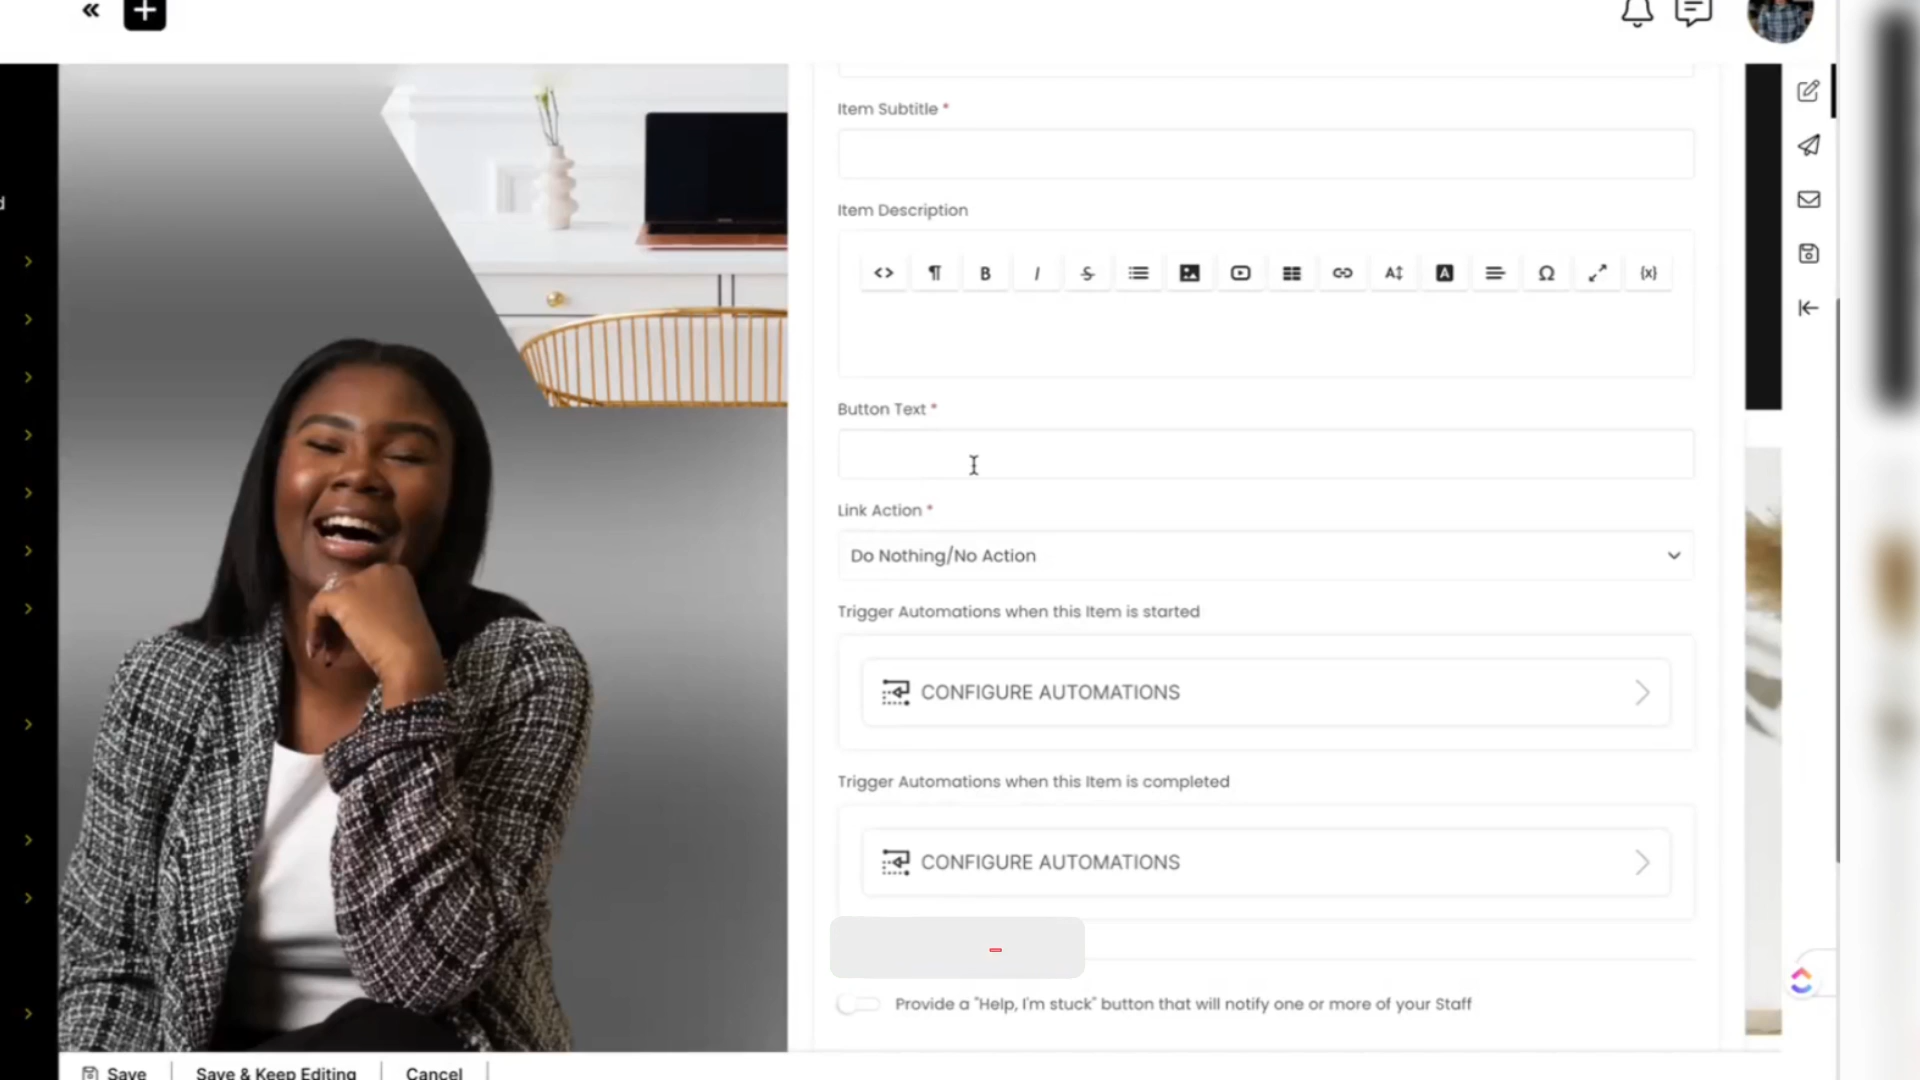 d
Item Subtitle *
Item Description
<> ¶ B I S A A Ω {x}
Button Text *
Link Action *
Do Nothing/No Action
Trigger Automations when this Item is started
CONFIGURE AUTOMATIONS
Trigger Automations when this Item is completed
CONFIGURE AUTOMATIONS
Provide a "Help, I'm stuck" button that will notify one or more of your Staff
Save
Save & Keep Editing
Cancel